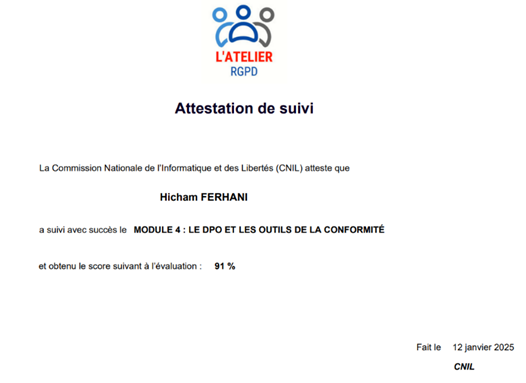 L'ATELIER
RGPD
Attestation de suivi
La Commission Nationale de l'Informatique et des Libertés (CNIL) atteste que
Hicham FERHANI
a suivi avec succès le MODULE 4 : LE DPO ET LES OUTILS DE LA CONFORMITÉ
et obtenu le score suivant à l'évaluation : 91 %
Fait le 12 janvier 2025
CNIL